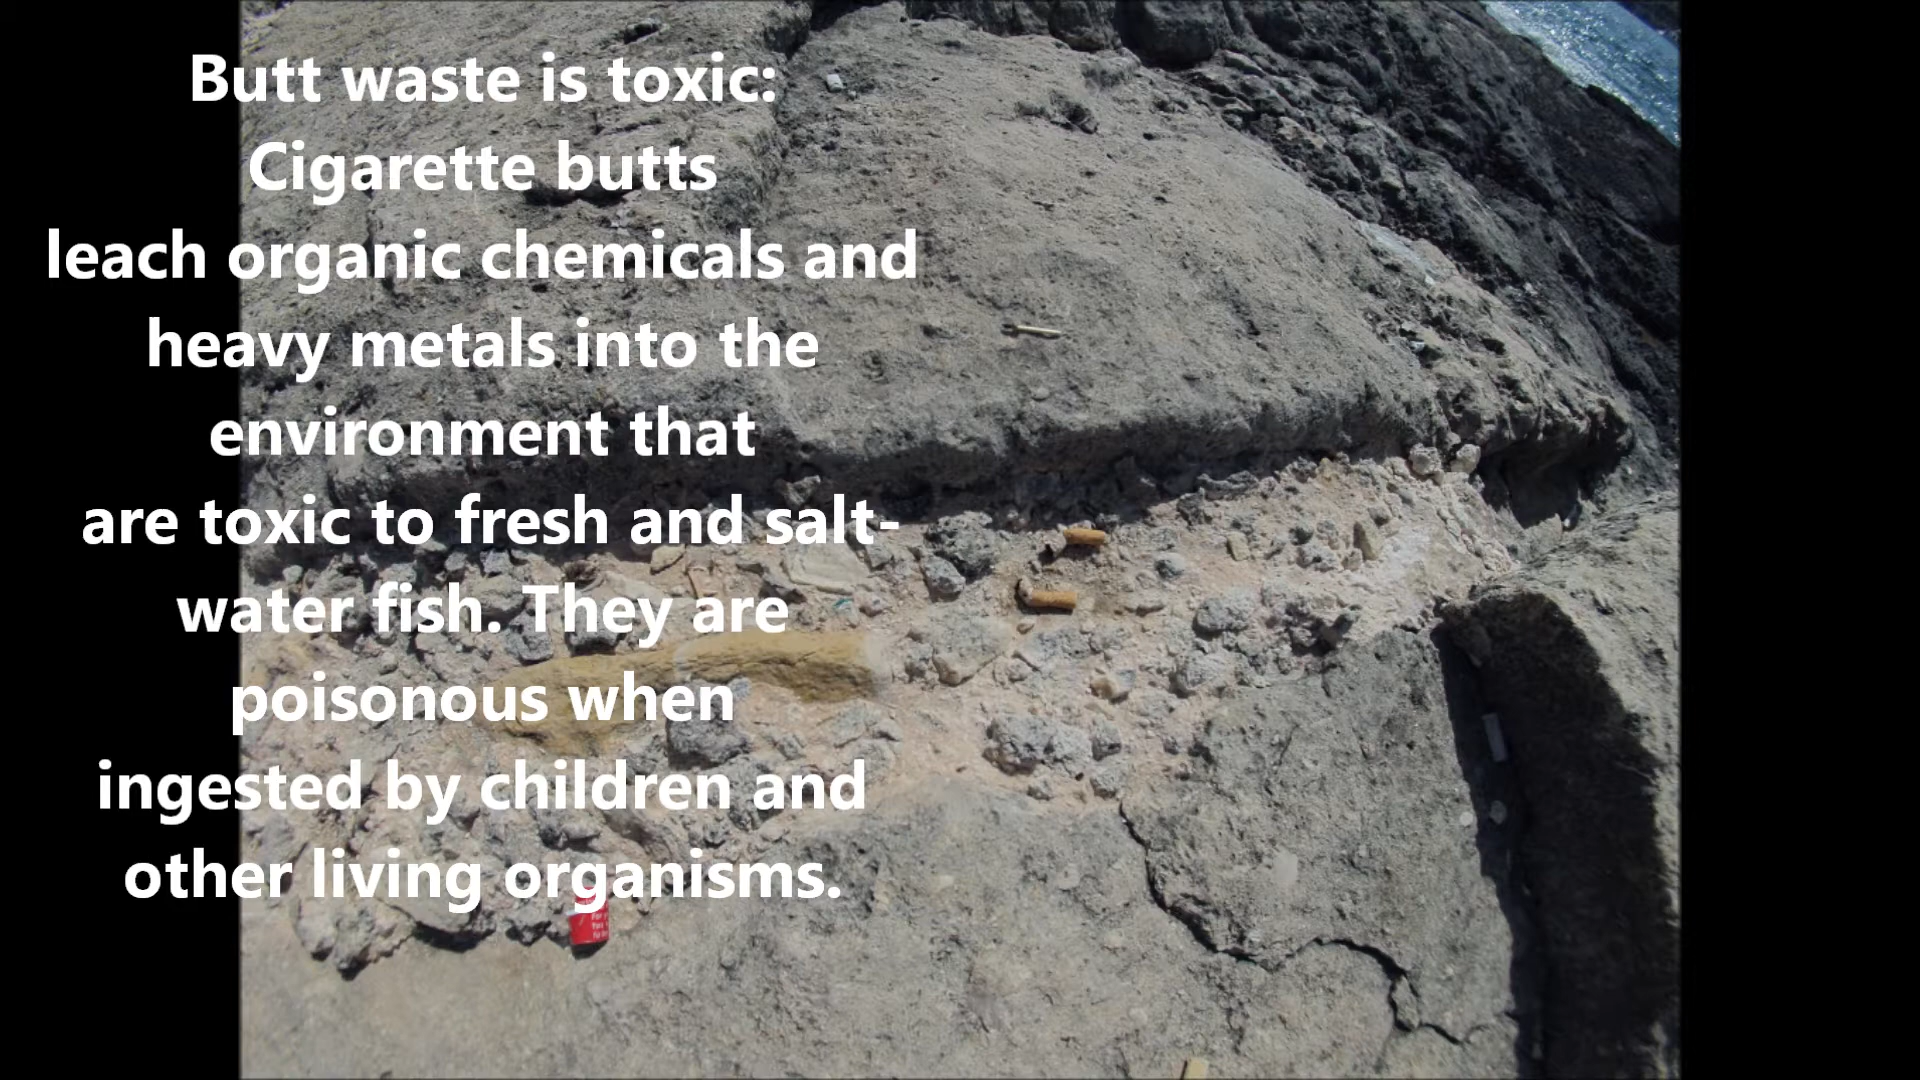 Butt waste is toxic:
Cigarette butts
leach organic chemicals and
heavy metals into the
environment that
are toxic to fresh and salt-
water fish. They are
poisonous when
ingested by children and
other living organisms.